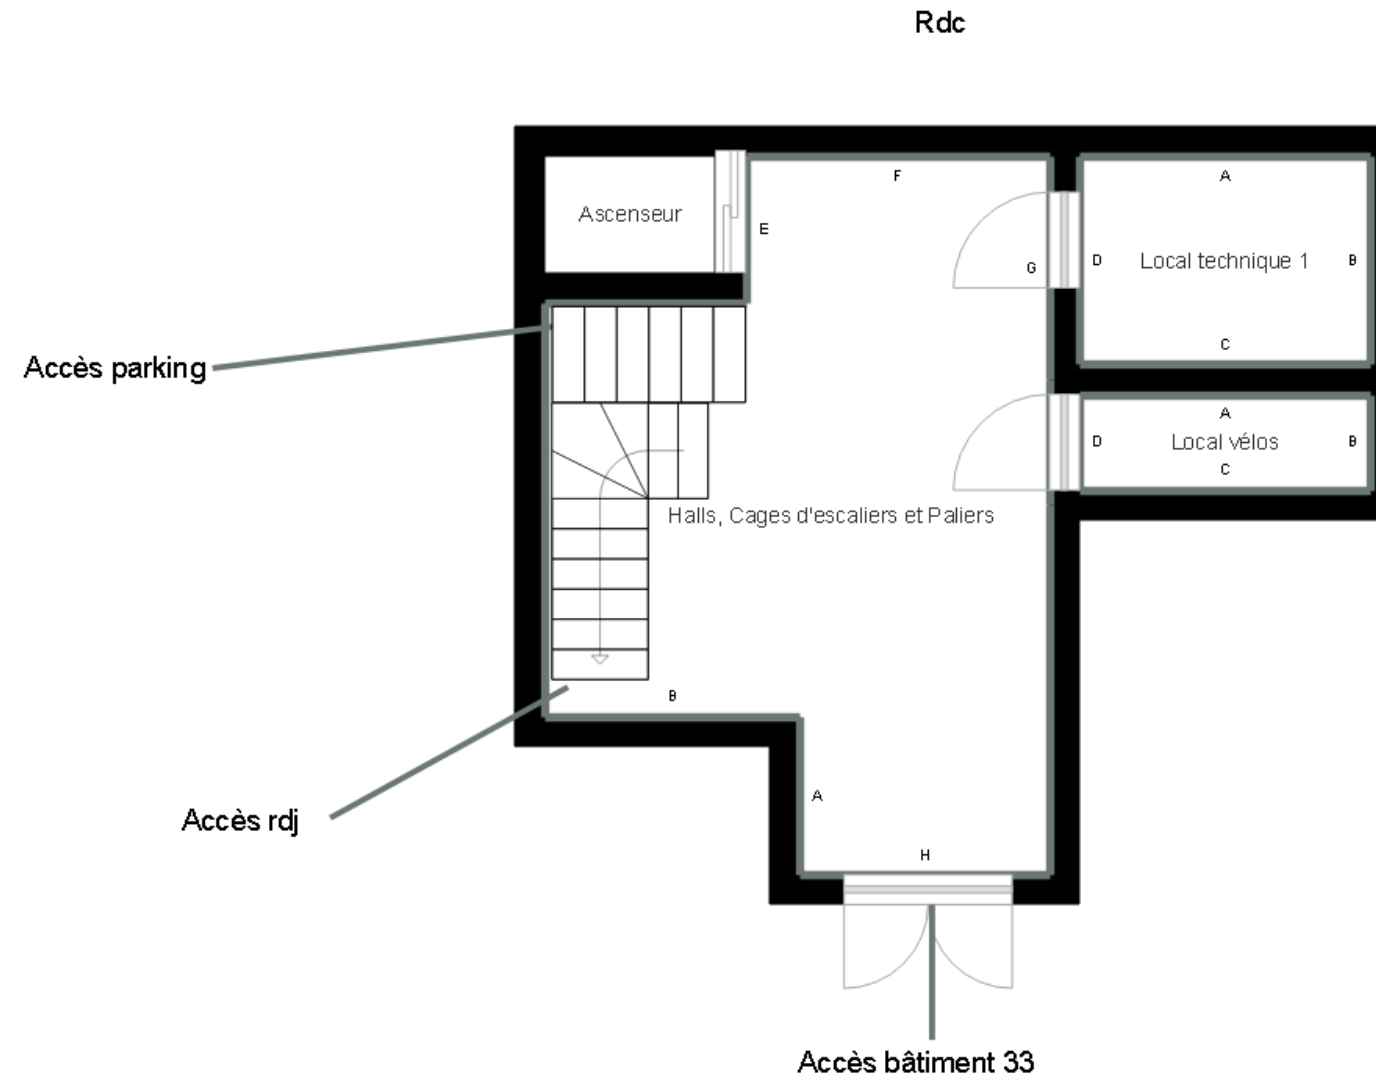 Rdc
F
A
Ascenseur
E
G
D
Local technique 1
B
C
Accès parking
A
D
Local vélos
B
C
Halls, Cages d'escaliers et Paliers
B
A
Accès rdj
H
Accès bâtiment 33